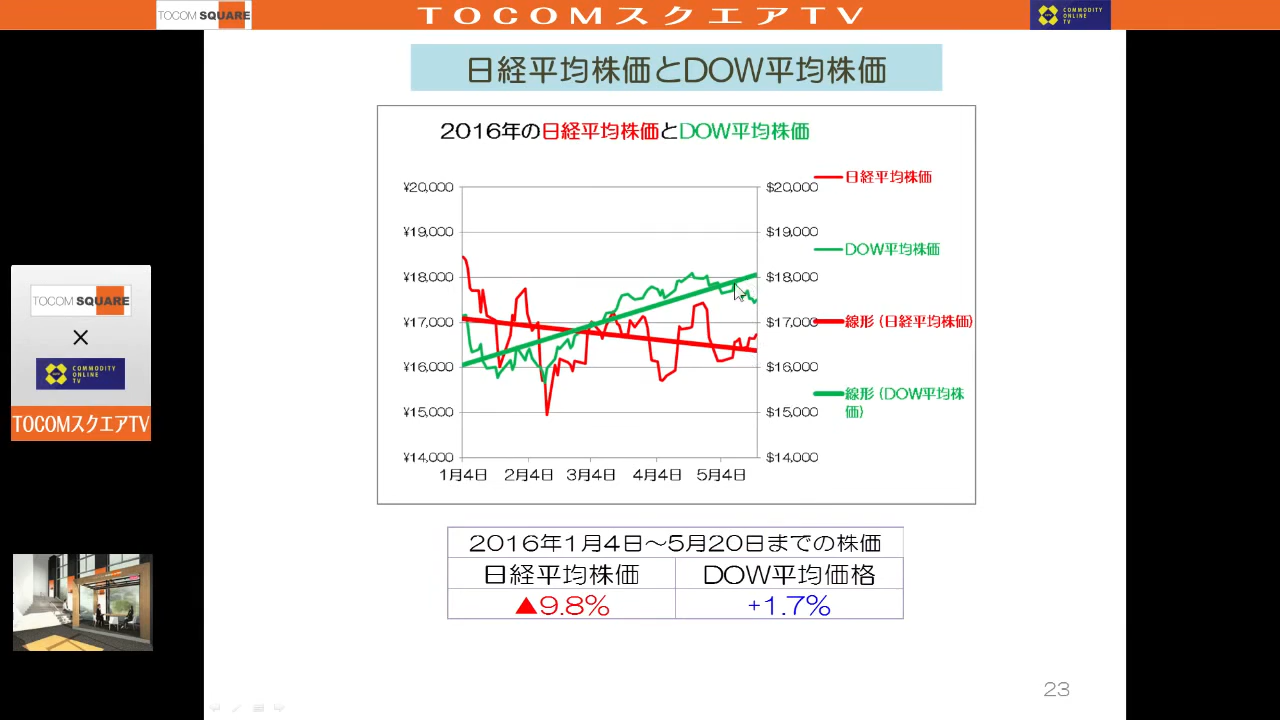 TOCOM SQUARE
TOCOMスクエアTV
COMMODITY
ONLINE
TV
日経平均株価とDOW平均株価
2016年の日経平均株価とDOW平均株価
¥20,000
¥19,000
¥18,000
¥17,000
¥16,000
¥15,000
¥14,000
$20,000
$19,000
$18,000
$17,000
$16,000
$15,000
$14,000
1月4日 2月4日 3月4日 4月4日 5月4日
日経平均株価
DOW平均株価
線形 (日経平均株価)
線形 (DOW平均株
価)
TOCOM SQUARE
×
COMMODITY
ONLINE
TV
TOCOMスクエアTV
2016年1月4日～5月20日までの株価
日経平均株価 DOW平均価格
▲9.8% +1.7%
23